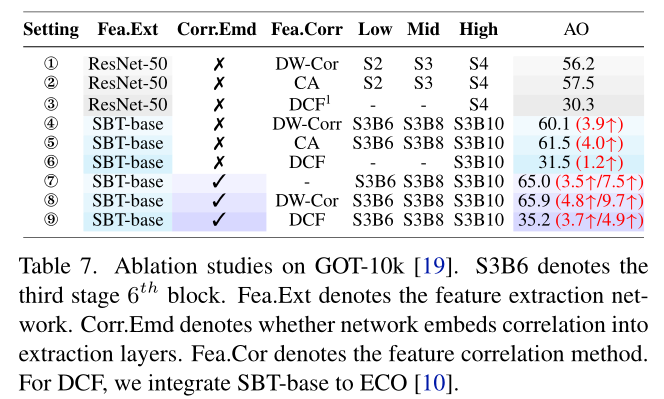 Setting Fea.Ext Corr.Emd Fea.Corr Low Mid High AO
① ResNet-50 ✗ DW-Cor S2 S3 S4 56.2
② ResNet-50 ✗ CA S2 S3 S4 57.5
③ ResNet-50 ✗ DCF¹ - - S4 30.3
④ SBT-base ✗ DW-Corr S3B6 S3B8 S3B10 60.1 (3.9↑)
⑤ SBT-base ✗ CA S3B6 S3B8 S3B10 61.5 (4.0↑)
⑥ SBT-base ✗ DCF - - S3B10 31.5 (1.2↑)
⑦ SBT-base ✓ - S3B6 S3B8 S3B10 65.0 (3.5↑/7.5↑)
⑧ SBT-base ✓ DW-Cor S3B6 S3B8 S3B10 65.9 (4.8↑/9.7↑)
⑨ SBT-base ✓ DCF S3B6 S3B8 S3B10 35.2 (3.7↑/4.9↑)
Table 7. Ablation studies on GOT-10k [19]. S3B6 denotes the
third stage 6ᵗʰ block. Fea.Ext denotes the feature extraction net-
work. Corr.Emd denotes whether network embeds correlation into
extraction layers. Fea.Cor denotes the feature correlation method.
For DCF, we integrate SBT-base to ECO [10].